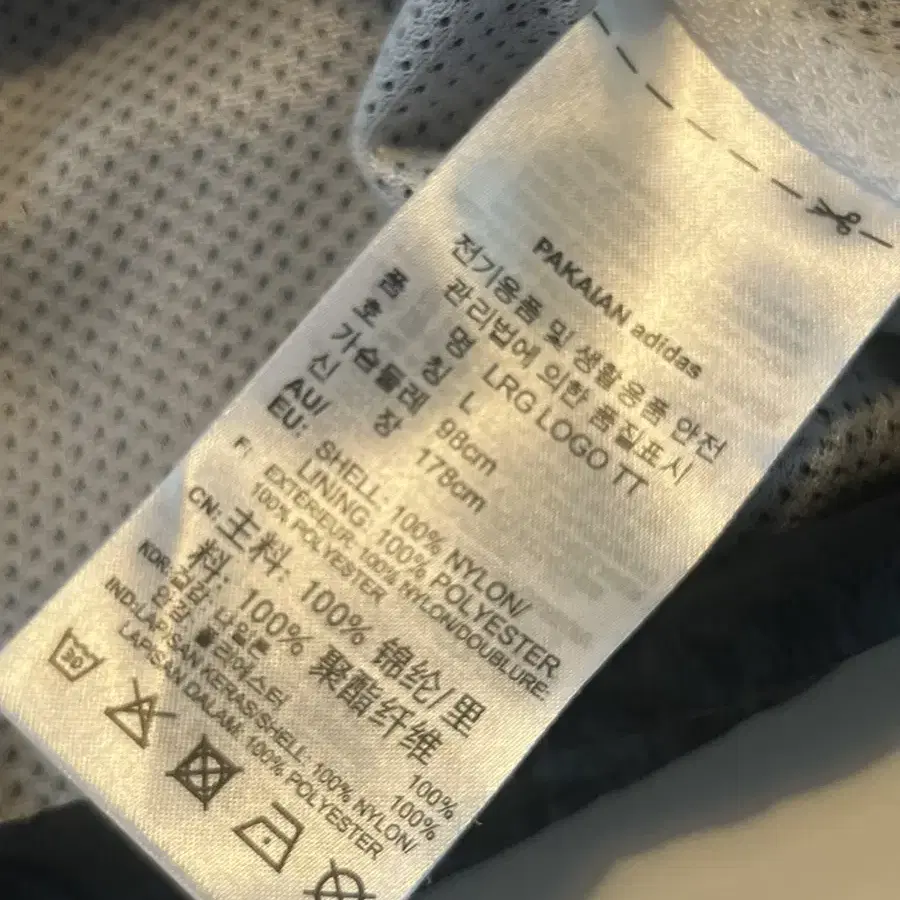 PAKAIAN adidas
전기용품 및 생활용품 안전
관리법에 의한 품질표시
품 명 LRG LOGO TT
호 칭 L
가슴둘레 98cm
신 장 178cm
AU/
EU: SHELL: 100% NYLON/
LINING: 100% POLYESTER
F: EXTÉRIEUR: 100% NYLON/DOUBLURE:
100% POLYESTER
CN: 主料: 100% 锦纶/里
料: 100% 聚酯纤维
KOR: 겉감: 나일론 100%
안감: 폴리에스터 100%
IND:LAPISAN KERAS/SHELL: 100% NYLON/
LAPISAN DALAM: 100% POLYESTER
30